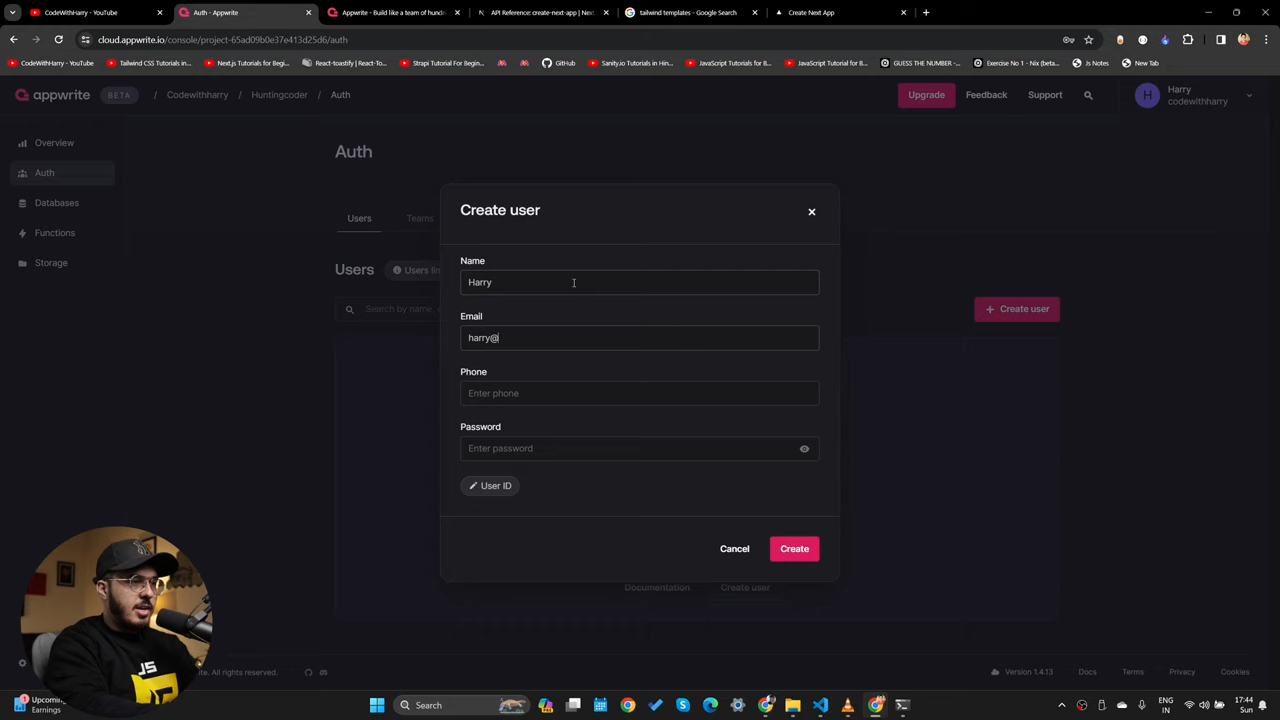 CodeWithHarry - YouTube
Auth - Appwrite
Appwrite - Build like a team of hundre
API Reference: create-next-app | Next.
tailwind templates - Google Search
Create Next App
cloud.appwrite.io/console/project-65ad09b0e37e413d25d6/auth
CodeWithHarry - YouTube
Tailwind CSS Tutorials in...
Next.js Tutorials for Begi...
React-toastify | React-To...
Strapi Tutorial For Begin...
GitHub
Sanity.io Tutorials in Hin...
JavaScript Tutorials for B...
JavaScript Tutorial for B...
GUESS THE NUMBER -...
Exercise No 1 - Nix (beta...
Js Notes
New Tab
appwrite
BETA
/ Codewithharry / Huntingcoder / Auth
Upgrade
Feedback
Support
H
Harry
codewithharry
Overview
Auth
Databases
Functions
Storage
Auth
Users
Teams
Users
Users lim
Search by name,
Create user
Create user
Name
Harry
Email
harry@
Phone
Enter phone
Password
Enter password
User ID
Cancel
Create
Documentation
Create user
JS
All rights reserved.
Version 1.4.13
Docs
Terms
Privacy
Cookies
Upcoming
Earnings
Search
ENG
IN
17:44
Sun